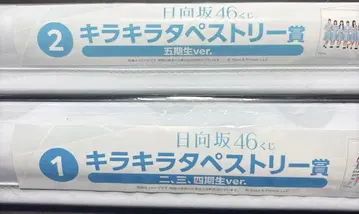 日向坂46くじ
2 キラキラタペストリー賞
五期生ver.
日向坂46くじ
1 キラキラタペストリー賞
二、三、四期生ver.